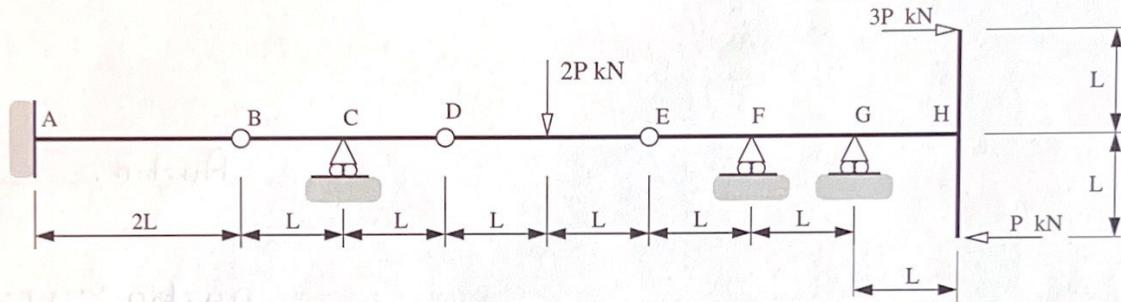 3P kN
2P kN
A B C D E F G H
L
L
2L L L L L L L
P kN
L